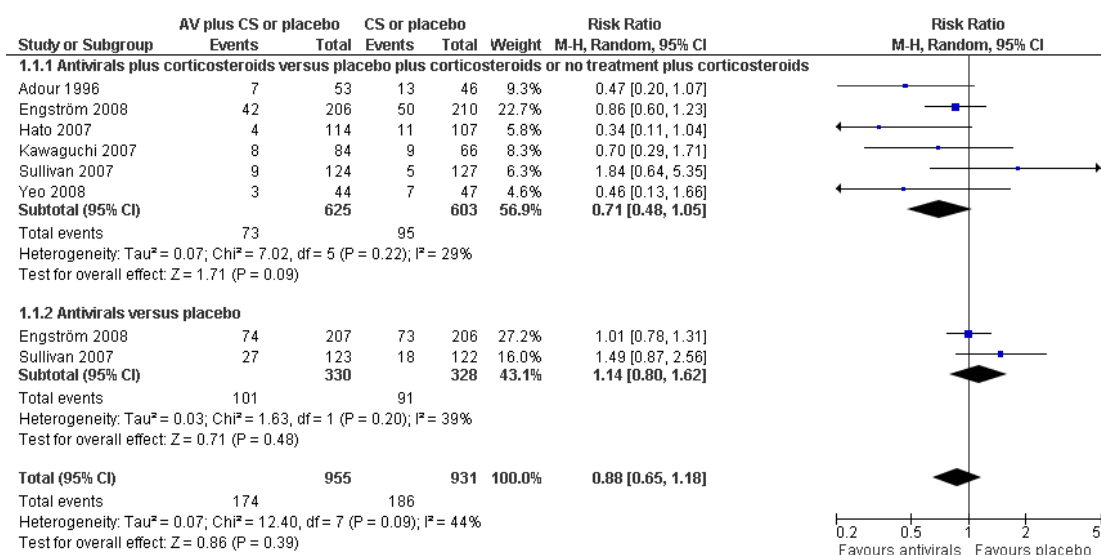 AV plus CS or placebo CS or placebo Risk Ratio Risk Ratio
Study or Subgroup Events Total Events Total Weight M-H, Random, 95% CI M-H, Random, 95% CI
1.1.1 Antivirals plus corticosteroids versus placebo plus corticosteroids or no treatment plus corticosteroids
Adour 1996 7 53 13 46 9.3% 0.47 [0.20, 1.07]
Engström 2008 42 206 50 210 22.7% 0.86 [0.60, 1.23]
Hato 2007 4 114 11 107 5.8% 0.34 [0.11, 1.04]
Kawaguchi 2007 8 84 9 66 8.3% 0.70 [0.29, 1.71]
Sullivan 2007 9 124 5 127 6.3% 1.84 [0.64, 5.35]
Yeo 2008 3 44 7 47 4.6% 0.46 [0.13, 1.66]
Subtotal (95% CI) 625 603 56.9% 0.71 [0.48, 1.05]
Total events 73 95
Heterogeneity: Tau² = 0.07; Chi² = 7.02, df = 5 (P = 0.22); I² = 29%
Test for overall effect: Z = 1.71 (P = 0.09)
1.1.2 Antivirals versus placebo
Engström 2008 74 207 73 206 27.2% 1.01 [0.78, 1.31]
Sullivan 2007 27 123 18 122 16.0% 1.49 [0.87, 2.56]
Subtotal (95% CI) 330 328 43.1% 1.14 [0.80, 1.62]
Total events 101 91
Heterogeneity: Tau² = 0.03; Chi² = 1.63, df = 1 (P = 0.20); I² = 39%
Test for overall effect: Z = 0.71 (P = 0.48)
Total (95% CI) 955 931 100.0% 0.88 [0.65, 1.18]
Total events 174 186
Heterogeneity: Tau² = 0.07; Chi² = 12.40, df = 7 (P = 0.09); I² = 44%
Test for overall effect: Z = 0.86 (P = 0.39)
0.2 0.5 1 2 5
Favours antivirals Favours placebo